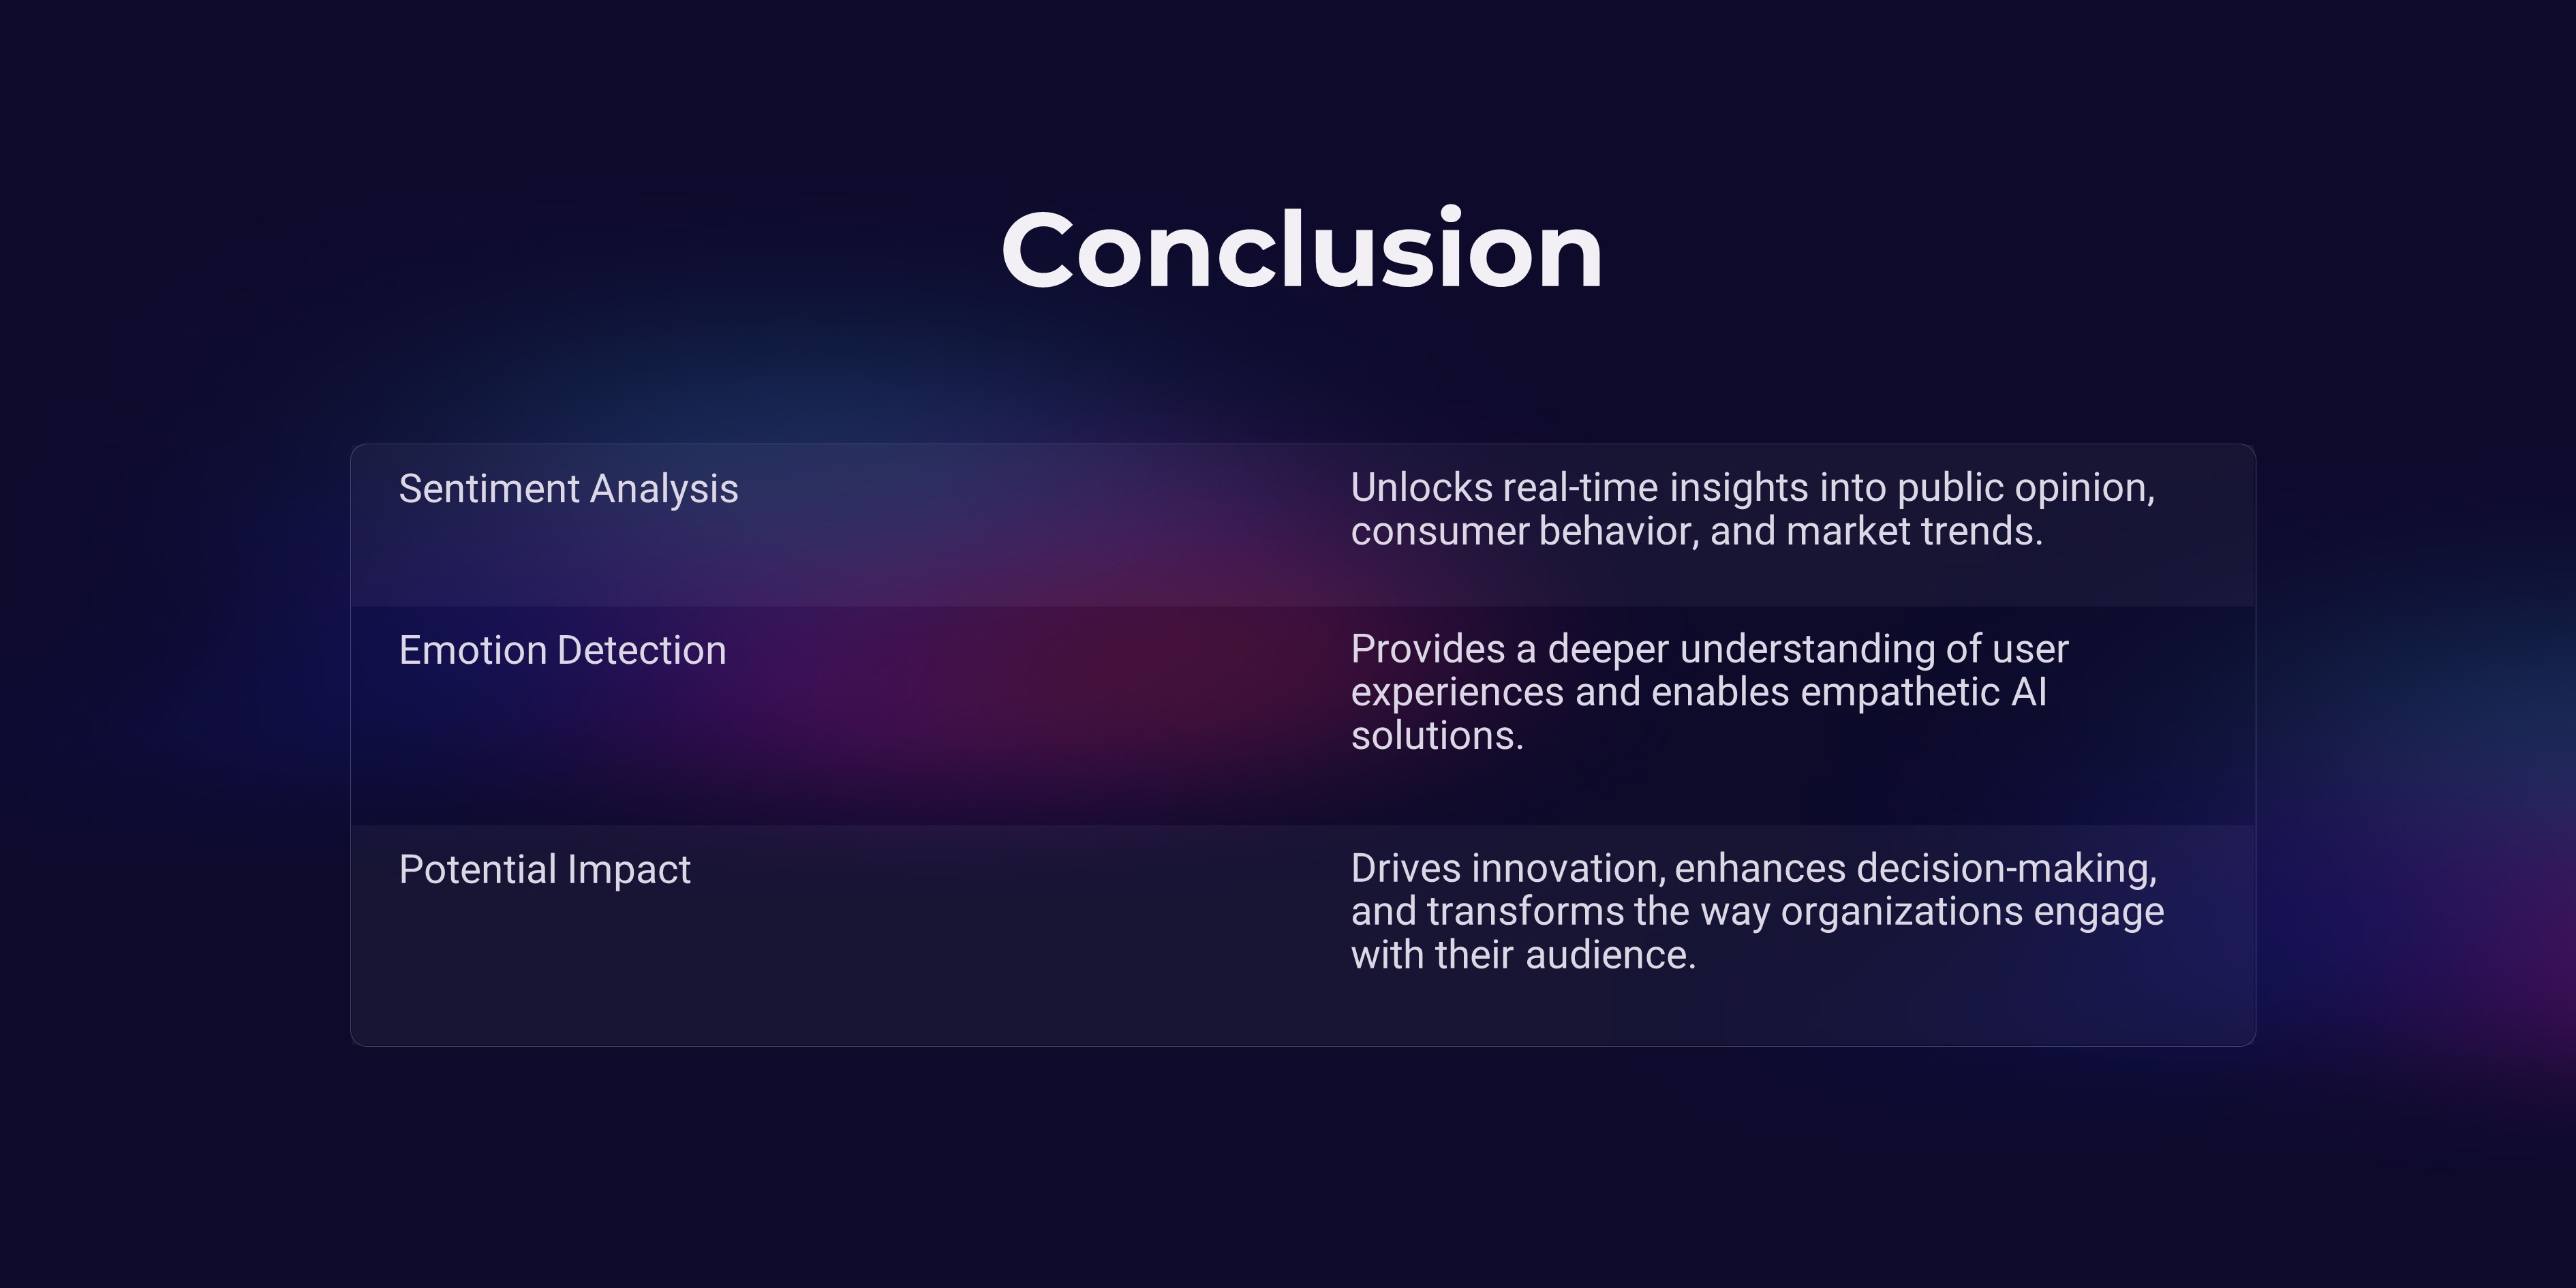 Conclusion
Sentiment Analysis
Unlocks real-time insights into public opinion,
consumer behavior, and market trends.
Emotion Detection
Provides a deeper understanding of user
experiences and enables empathetic AI
solutions.
Potential Impact
Drives innovation, enhances decision-making,
and transforms the way organizations engage
with their audience.